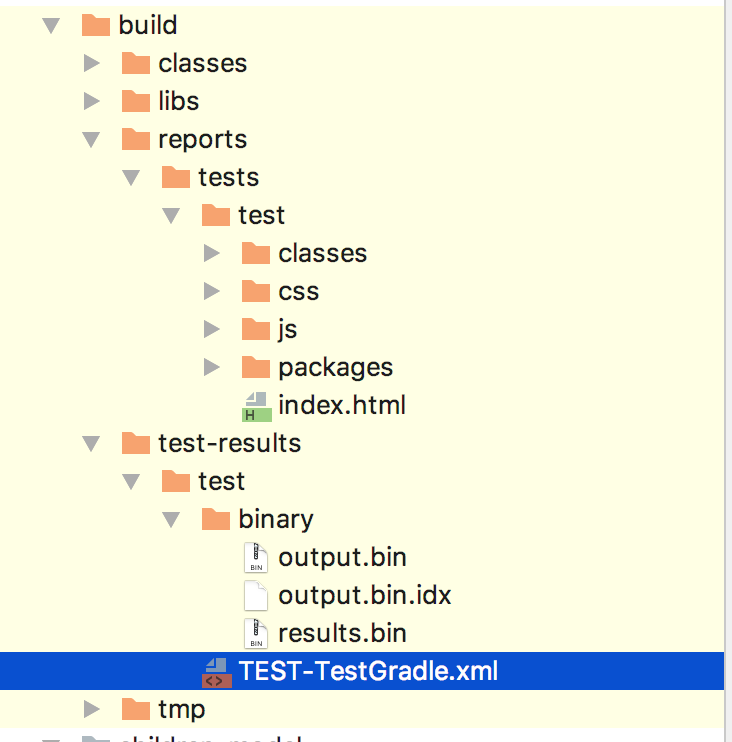 build
classes
libs
reports
tests
test
classes
css
js
packages
H index.html
test-results
test
binary
BIN output.bin
output.bin.idx
BIN results.bin
<> TEST-TestGradle.xml
tmp